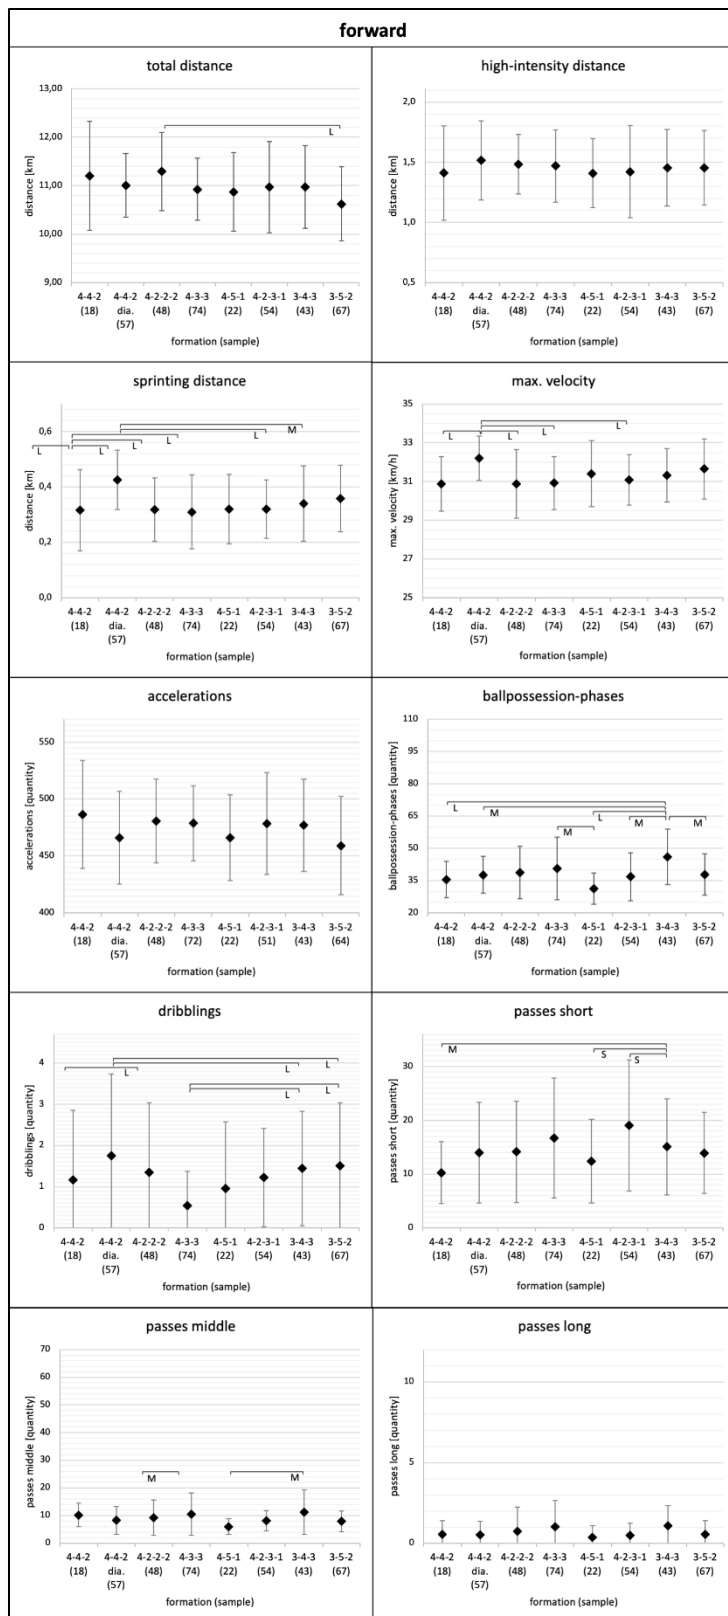 forward
total distance
13,00
12,00
11,00
10,00
9,00
distance [km]
L
4-4-2 4-4-2 4-2-2-2 4-3-3 4-5-1 4-2-3-1 3-4-3 3-5-2
(18) dia. (48) (74) (22) (54) (43) (67)
(57)
formation (sample)
high-intensity distance
2,0
1,5
1,0
0,5
distance [km]
4-4-2 4-4-2 4-2-2-2 4-3-3 4-5-1 4-2-3-1 3-4-3 3-5-2
(18) dia. (48) (74) (22) (54) (43) (67)
(57)
formation (sample)
sprinting distance
0,6
0,4
0,2
0,0
distance [km]
L M
L L L L
4-4-2 4-4-2 4-2-2-2 4-3-3 4-5-1 4-2-3-1 3-4-3 3-5-2
(18) dia. (48) (74) (22) (54) (43) (67)
(57)
formation (sample)
max. velocity
35
33
31
29
27
25
max. velocity [km/h]
L L L L
4-4-2 4-4-2 4-2-2-2 4-3-3 4-5-1 4-2-3-1 3-4-3 3-5-2
(18) dia. (48) (74) (22) (54) (43) (67)
(57)
formation (sample)
accelerations
550
500
450
400
accelerations [quantity]
4-4-2 4-4-2 4-2-2-2 4-3-3 4-5-1 4-2-3-1 3-4-3 3-5-2
(18) dia. (48) (72) (22) (51) (43) (64)
(57)
formation (sample)
ballpossession-phases
110
95
80
65
50
35
20
ballpossession-phases [quantity]
L M L M M
M
4-4-2 4-4-2 4-2-2-2 4-3-3 4-5-1 4-2-3-1 3-4-3 3-5-2
(18) dia. (48) (74) (22) (54) (43) (67)
(57)
formation (sample)
dribblings
4
3
2
1
0
dribblings [quantity]
L L L
L L
4-4-2 4-4-2 4-2-2-2 4-3-3 4-5-1 4-2-3-1 3-4-3 3-5-2
(18) dia. (48) (74) (22) (54) (43) (67)
(57)
formation (sample)
passes short
30
20
10
0
passes short [quantity]
M S S
4-4-2 4-4-2 4-2-2-2 4-3-3 4-5-1 4-2-3-1 3-4-3 3-5-2
(18) dia. (48) (74) (22) (54) (43) (67)
(57)
formation (sample)
passes middle
70
60
50
40
30
20
10
0
passes middle [quantity]
M M
4-4-2 4-4-2 4-2-2-2 4-3-3 4-5-1 4-2-3-1 3-4-3 3-5-2
(18) dia. (48) (74) (22) (54) (43) (67)
(57)
formation (sample)
passes long
10
5
0
passes long [quantity]
4-4-2 4-4-2 4-2-2-2 4-3-3 4-5-1 4-2-3-1 3-4-3 3-5-2
(18) dia. (48) (74) (22) (54) (43) (67)
(57)
formation (sample)